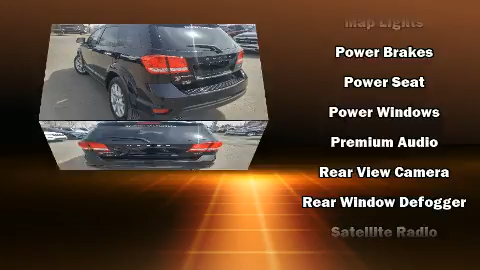 Map Lights
Power Brakes
Power Seat
Power Windows
Premium Audio
Rear View Camera
Rear Window Defogger
Satellite Radio